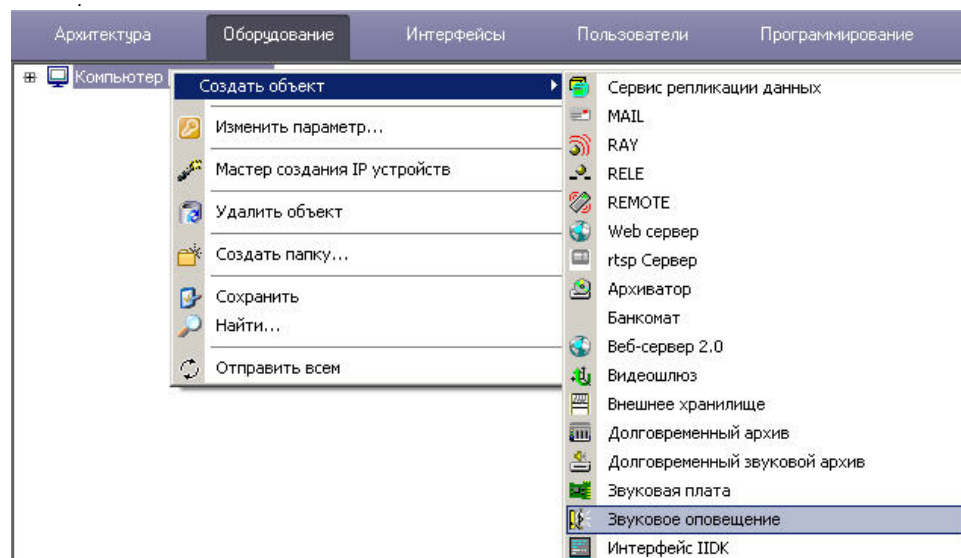 Архитектура Оборудование Интерфейсы Пользователи Программирование
Компьютер
Создать объект
Изменить параметр...
Мастер создания IP устройств
Удалить объект
Создать папку...
Сохранить
Найти...
Отправить всем
Сервис репликации данных
MAIL
RAY
RELE
REMOTE
Web сервер
rtsp Сервер
Архиватор
Банкомат
Веб-сервер 2.0
Видеошлюз
Внешнее хранилище
Долговременный архив
Долговременный звуковой архив
Звуковая плата
Звуковое оповещение
Интерфейс IIDK